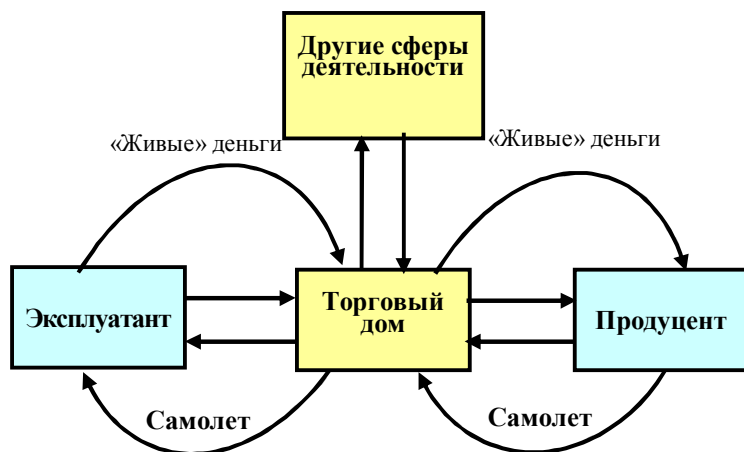 Другие сферы
деятельности
«Живые» деньги
«Живые» деньги
Эксплуатант
Торговый
дом
Продуцент
Самолет
Самолет